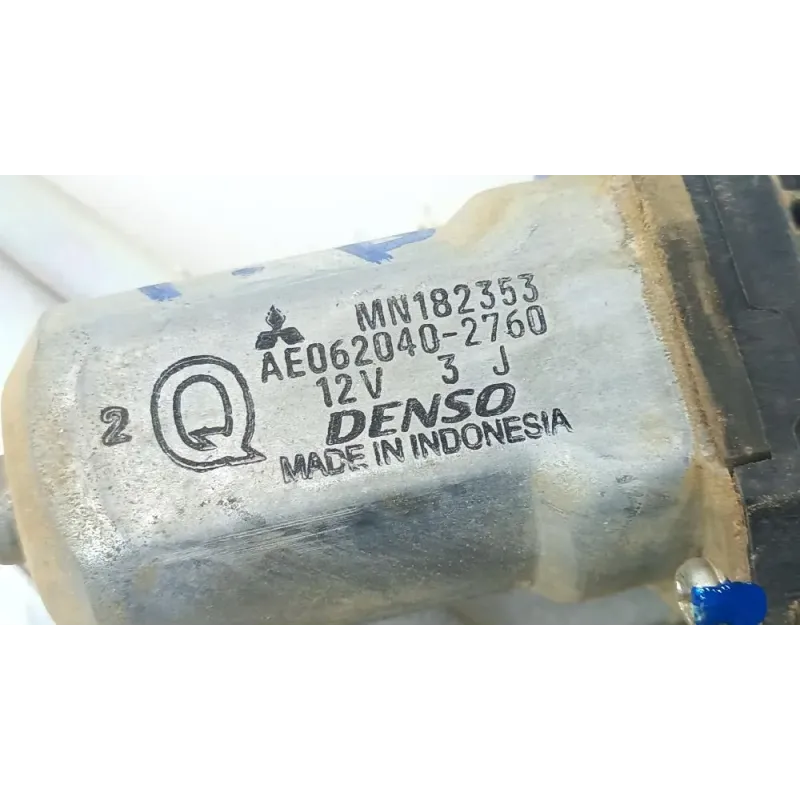 MN182353
AE062040-2760
12V 3 J
2 Q DENSO
MADE IN INDONESIA